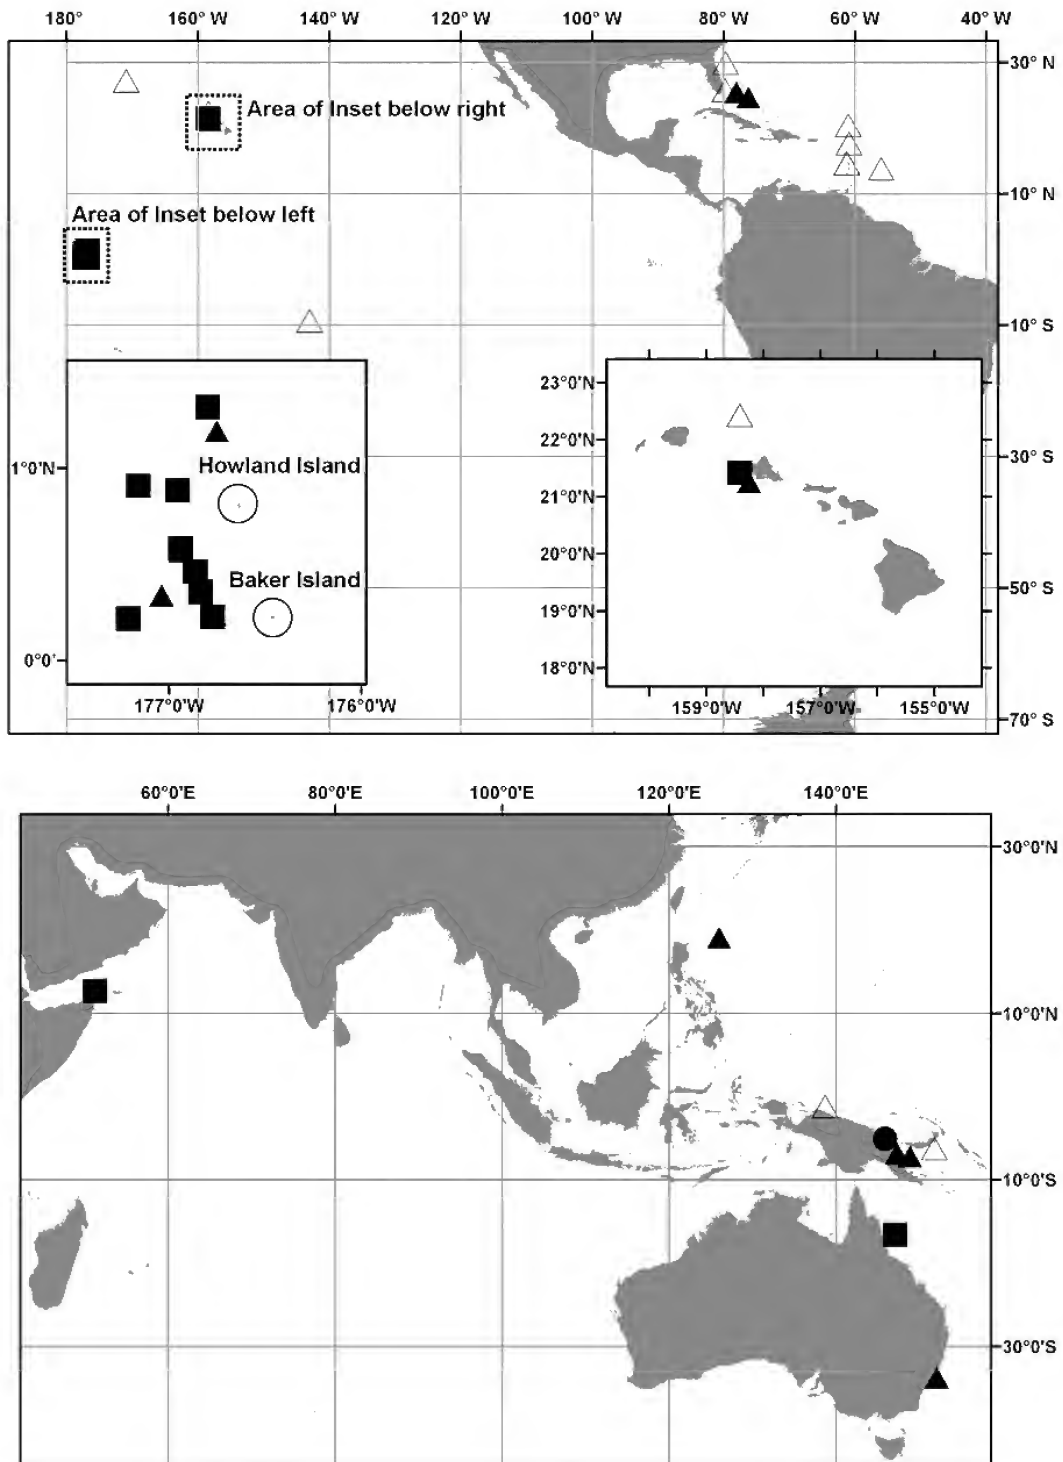 180° 160° W 140° W 120° W 100° W 80° W 60° W 40° W
30° N
Area of Inset below right
10° N
Area of Inset below left
10° S
23°0'N
22°0'N
30° S
1°0'N
Howland Island
21°0'N
20°0'N
Baker Island
50° S
19°0'N
0°0'
18°0'N
177°0'W 176°0'W
159°0'W 157°0'W 155°0'W
70° S
60°0'E 80°0'E 100°0'E 120°0'E 140°0'E
30°0'N
10°0'N
10°0'S
30°0'S